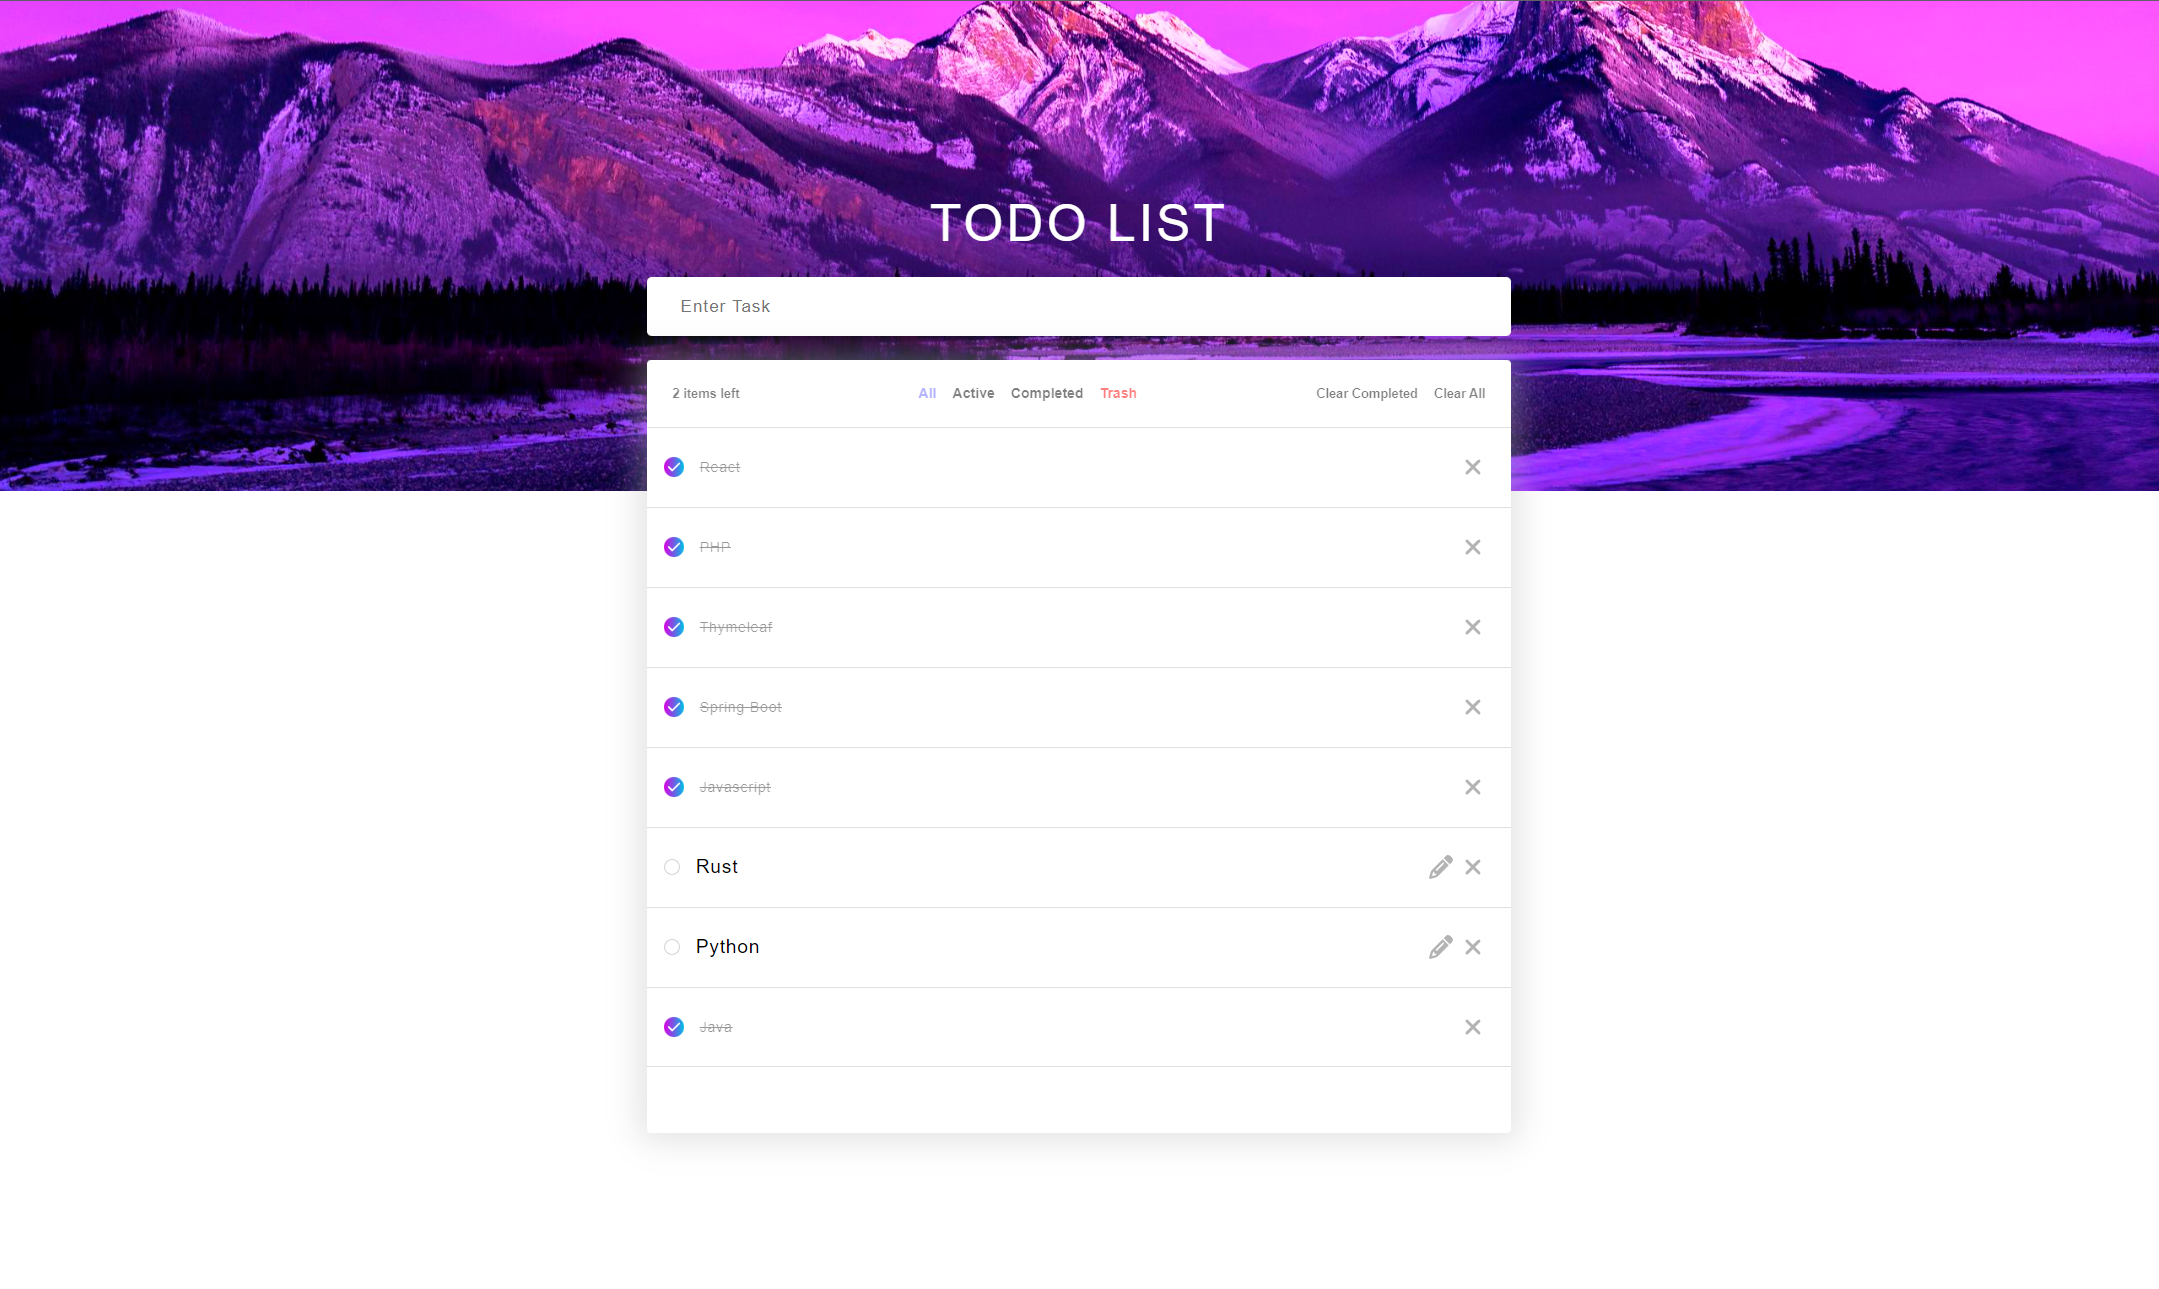 TODO LIST
Enter Task
2 items left All Active Completed Trash Clear Completed Clear All
React
PHP
Thymeleaf
Spring Boot
Javascript
Rust
Python
Java